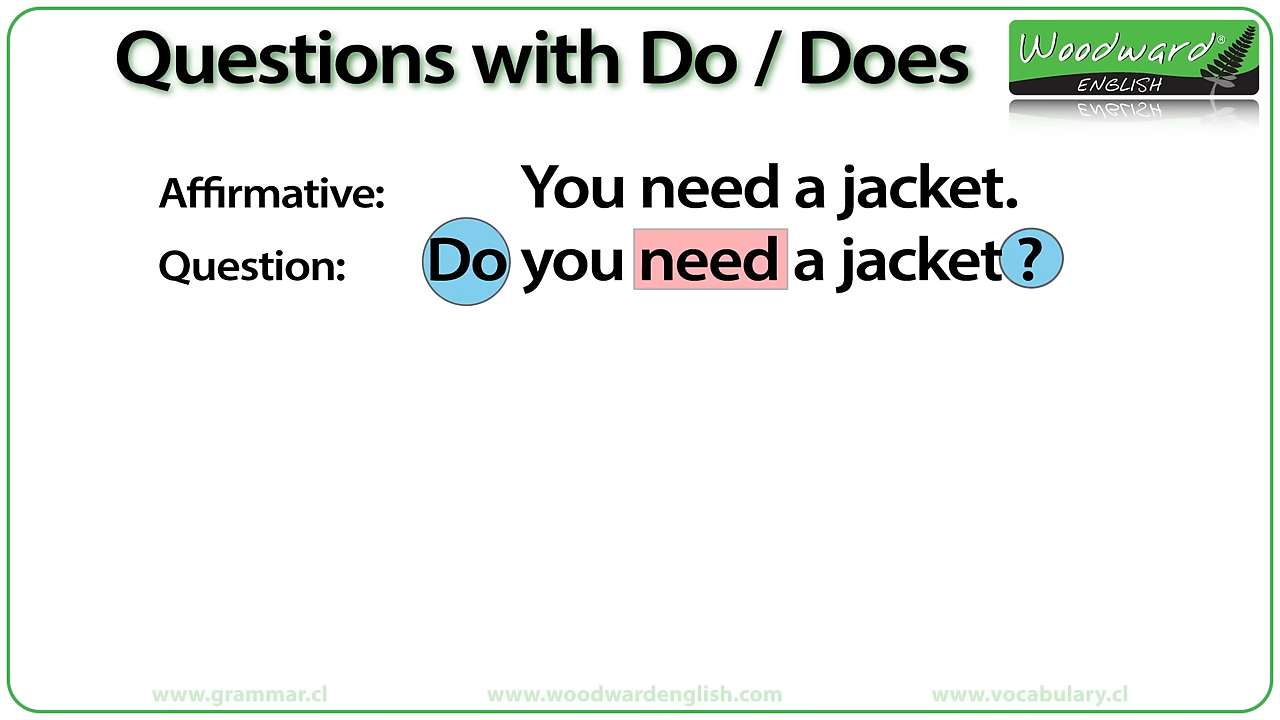 Questions with Do / Does
Woodward®
ENGLISH
Affirmative: You need a jacket.
Question: Do you need a jacket ?
www.grammar.cl www.woodwardenglish.com www.vocabulary.cl